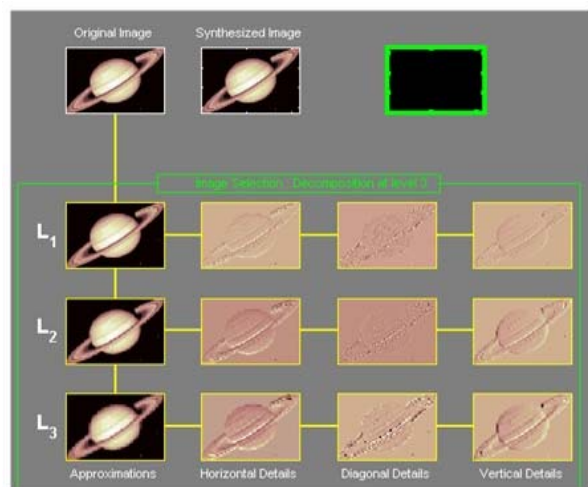 Original Image Synthesized Image
Image Selection : Decomposition at level 3
L1
L2
L3
Approximations Horizontal Details Diagonal Details Vertical Details